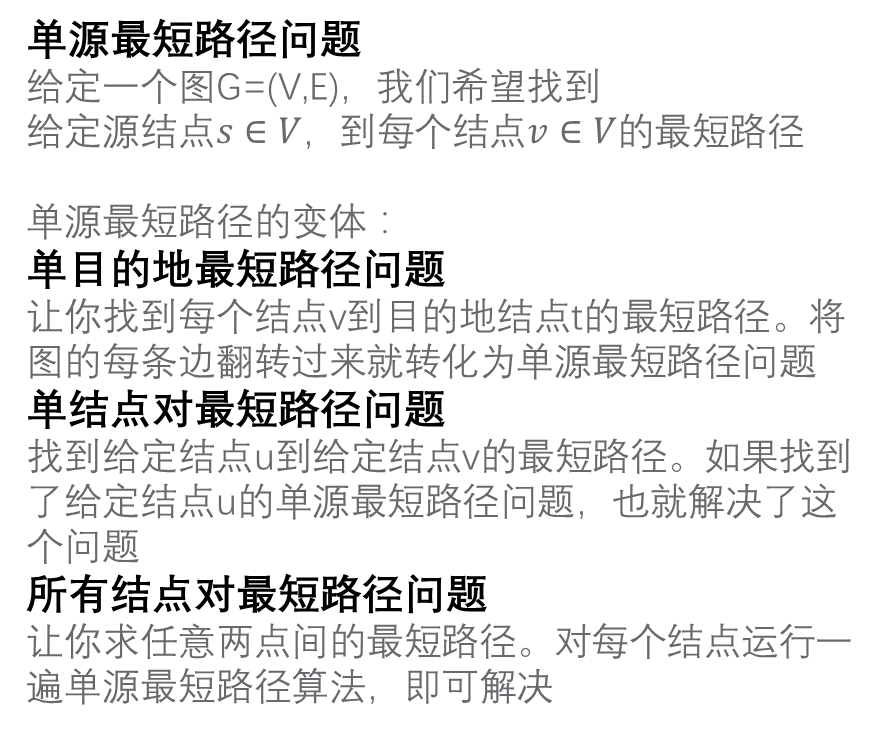 单源最短路径问题
给定一个图G=(V,E)，我们希望找到
给定源结点s ∈ V，到每个结点v ∈ V的最短路径
单源最短路径的变体：
单目的地最短路径问题
让你找到每个结点v到目的地结点t的最短路径。将
图的每条边翻转过来就转化为单源最短路径问题
单结点对最短路径问题
找到给定结点u到给定结点v的最短路径。如果找到
了给定结点u的单源最短路径问题，也就解决了这
个问题
所有结点对最短路径问题
让你求任意两点间的最短路径。对每个结点运行一
遍单源最短路径算法，即可解决